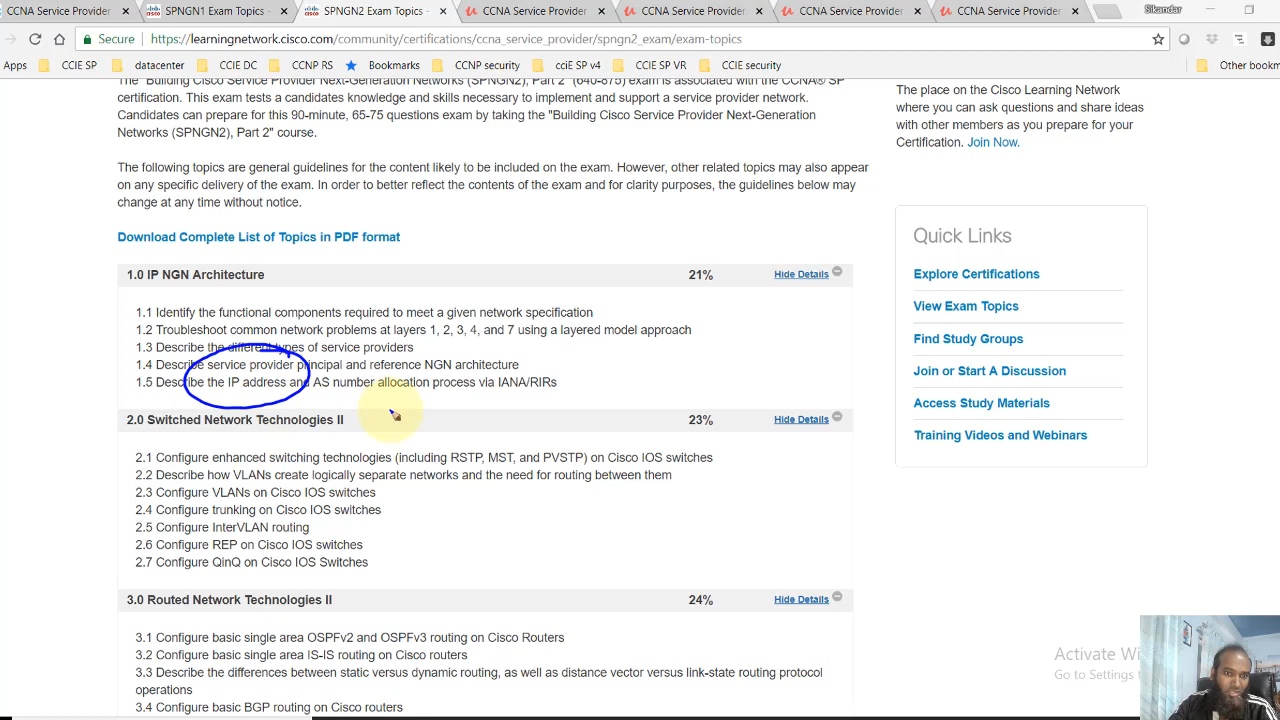 CCNA Service Provider
SPNGN1 Exam Topics -
SPNGN2 Exam Topics -
CCNA Service Provider
CCNA Service Provider
CCNA Service Provider
CCNA Service Provider
Sikandar
Secure
https://learningnetwork.cisco.com/community/certifications/ccna_service_provider/spngn2_exam/exam-topics
Apps
CCIE SP
datacenter
CCIE DC
CCNP RS
Bookmarks
CCNP security
cciE SP v4
CCIE SP VR
CCIE security
Other bookm
The "Building Cisco Service Provider Next-Generation Networks (SPNGN2), Part 2" (640-878) exam is associated with the CCNA® SP
certification. This exam tests a candidates knowledge and skills necessary to implement and support a service provider network.
Candidates can prepare for this 90-minute, 65-75 questions exam by taking the "Building Cisco Service Provider Next-Generation
Networks (SPNGN2), Part 2" course.
The following topics are general guidelines for the content likely to be included on the exam. However, other related topics may also appear
on any specific delivery of the exam. In order to better reflect the contents of the exam and for clarity purposes, the guidelines below may
change at any time without notice.
Download Complete List of Topics in PDF format
1.0 IP NGN Architecture 21% Hide Details
1.1 Identify the functional components required to meet a given network specification
1.2 Troubleshoot common network problems at layers 1, 2, 3, 4, and 7 using a layered model approach
1.3 Describe the different types of service providers
1.4 Describe service provider principal and reference NGN architecture
1.5 Describe the IP address and AS number allocation process via IANA/RIRs
2.0 Switched Network Technologies II 23% Hide Details
2.1 Configure enhanced switching technologies (including RSTP, MST, and PVSTP) on Cisco IOS switches
2.2 Describe how VLANs create logically separate networks and the need for routing between them
2.3 Configure VLANs on Cisco IOS switches
2.4 Configure trunking on Cisco IOS switches
2.5 Configure InterVLAN routing
2.6 Configure REP on Cisco IOS switches
2.7 Configure QinQ on Cisco IOS Switches
3.0 Routed Network Technologies II 24% Hide Details
3.1 Configure basic single area OSPFv2 and OSPFv3 routing on Cisco Routers
3.2 Configure basic single area IS-IS routing on Cisco routers
3.3 Describe the differences between static versus dynamic routing, as well as distance vector versus link-state routing protocol
operations
3.4 Configure basic BGP routing on Cisco routers
The place on the Cisco Learning Network
where you can ask questions and share ideas
with other members as you prepare for your
Certification. Join Now.
Quick Links
Explore Certifications
View Exam Topics
Find Study Groups
Join or Start A Discussion
Access Study Materials
Training Videos and Webinars
Activate Wi
Go to Settings